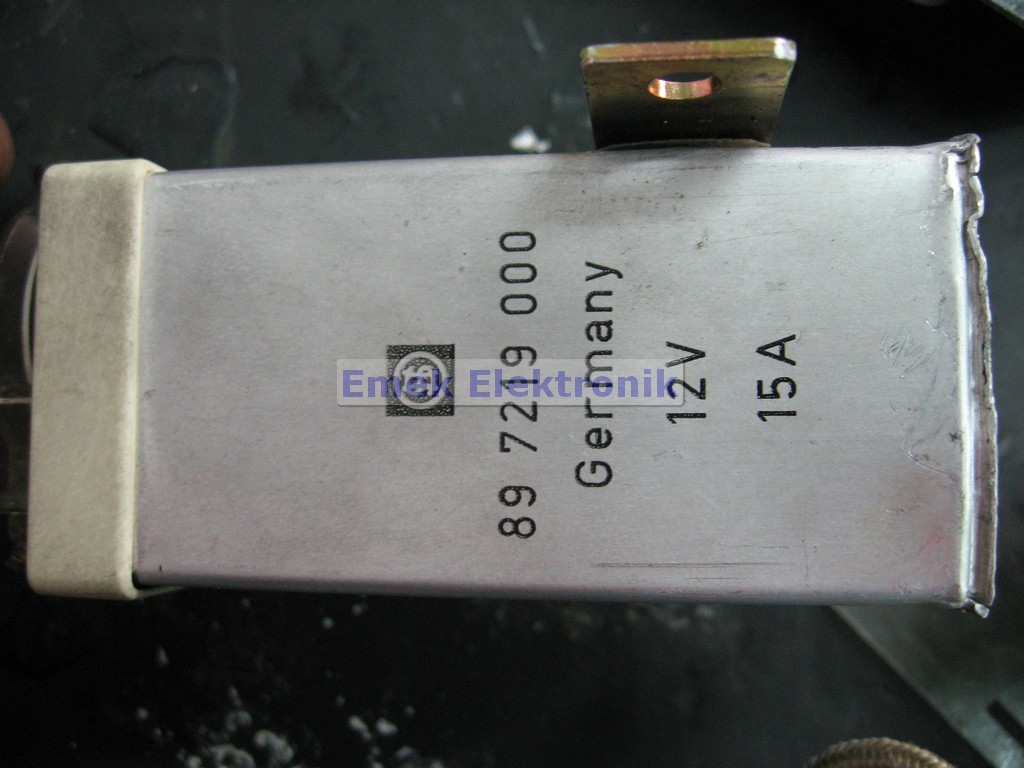 89 7219 000
Germany
12V
15A
Emek Elektronik